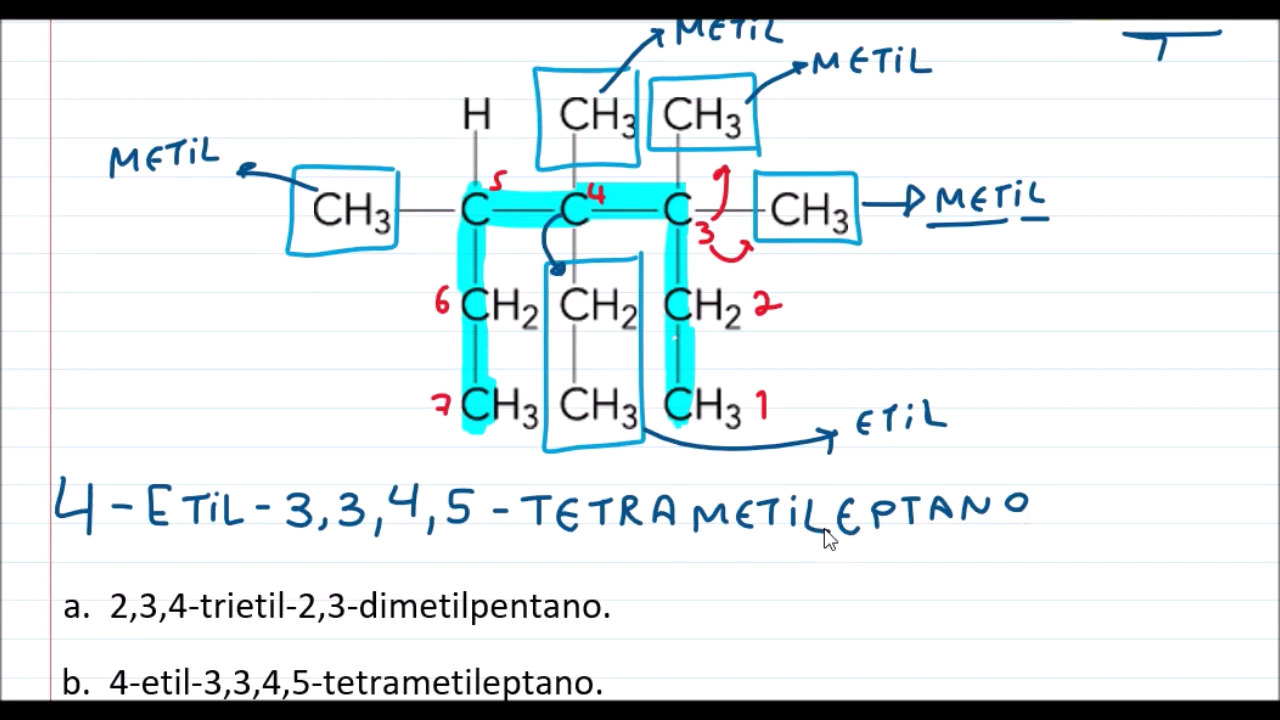 METiL
METiL
H CH3 CH3
METiL
CH3 C 5 C 4 C 3 CH3 METiL
6 CH2 CH2 CH2 2
7 CH3 CH3 CH3 1
ETiL
4-ETiL-3,3,4,5-TETRAMETiLEPTANO
a. 2,3,4-trietil-2,3-dimetilpentano.
b. 4-etil-3,3,4,5-tetrametileptano.